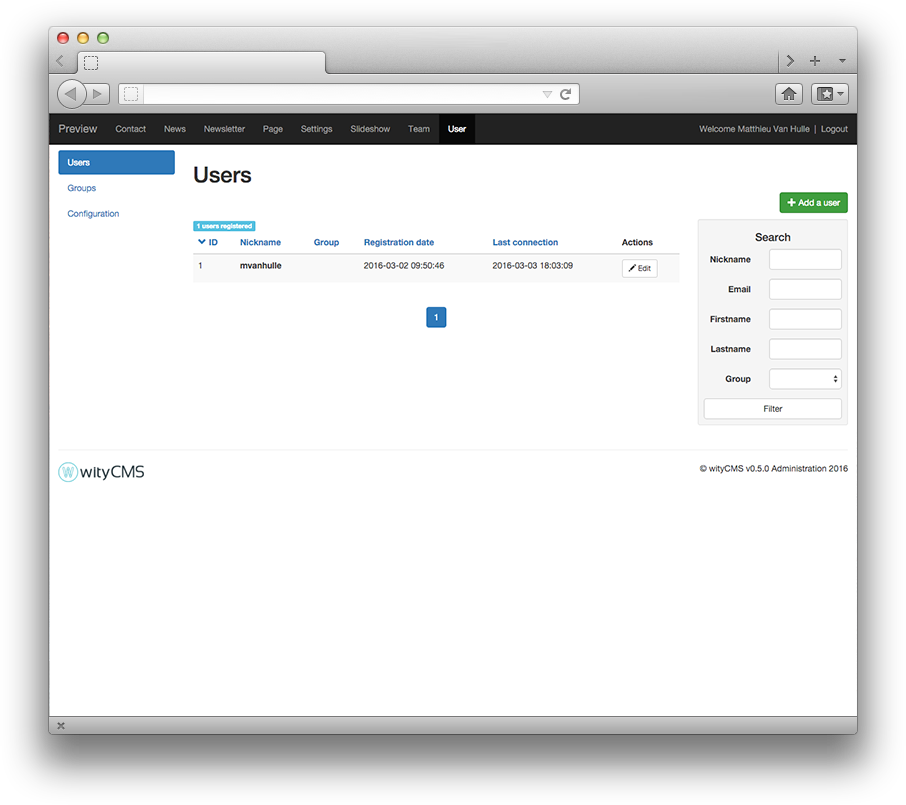 Preview Contact News Newsletter Page Settings Slideshow Team User Welcome Matthieu Van Hulle | Logout
Users
Groups
Configuration
Users
+ Add a user
1 users registered
ID Nickname Group Registration date Last connection Actions
1 mvanhulle 2016-03-02 09:50:46 2016-03-03 18:03:09 Edit
1
Search
Nickname
Email
Firstname
Lastname
Group
Filter
W wityCMS
© wityCMS v0.5.0 Administration 2016